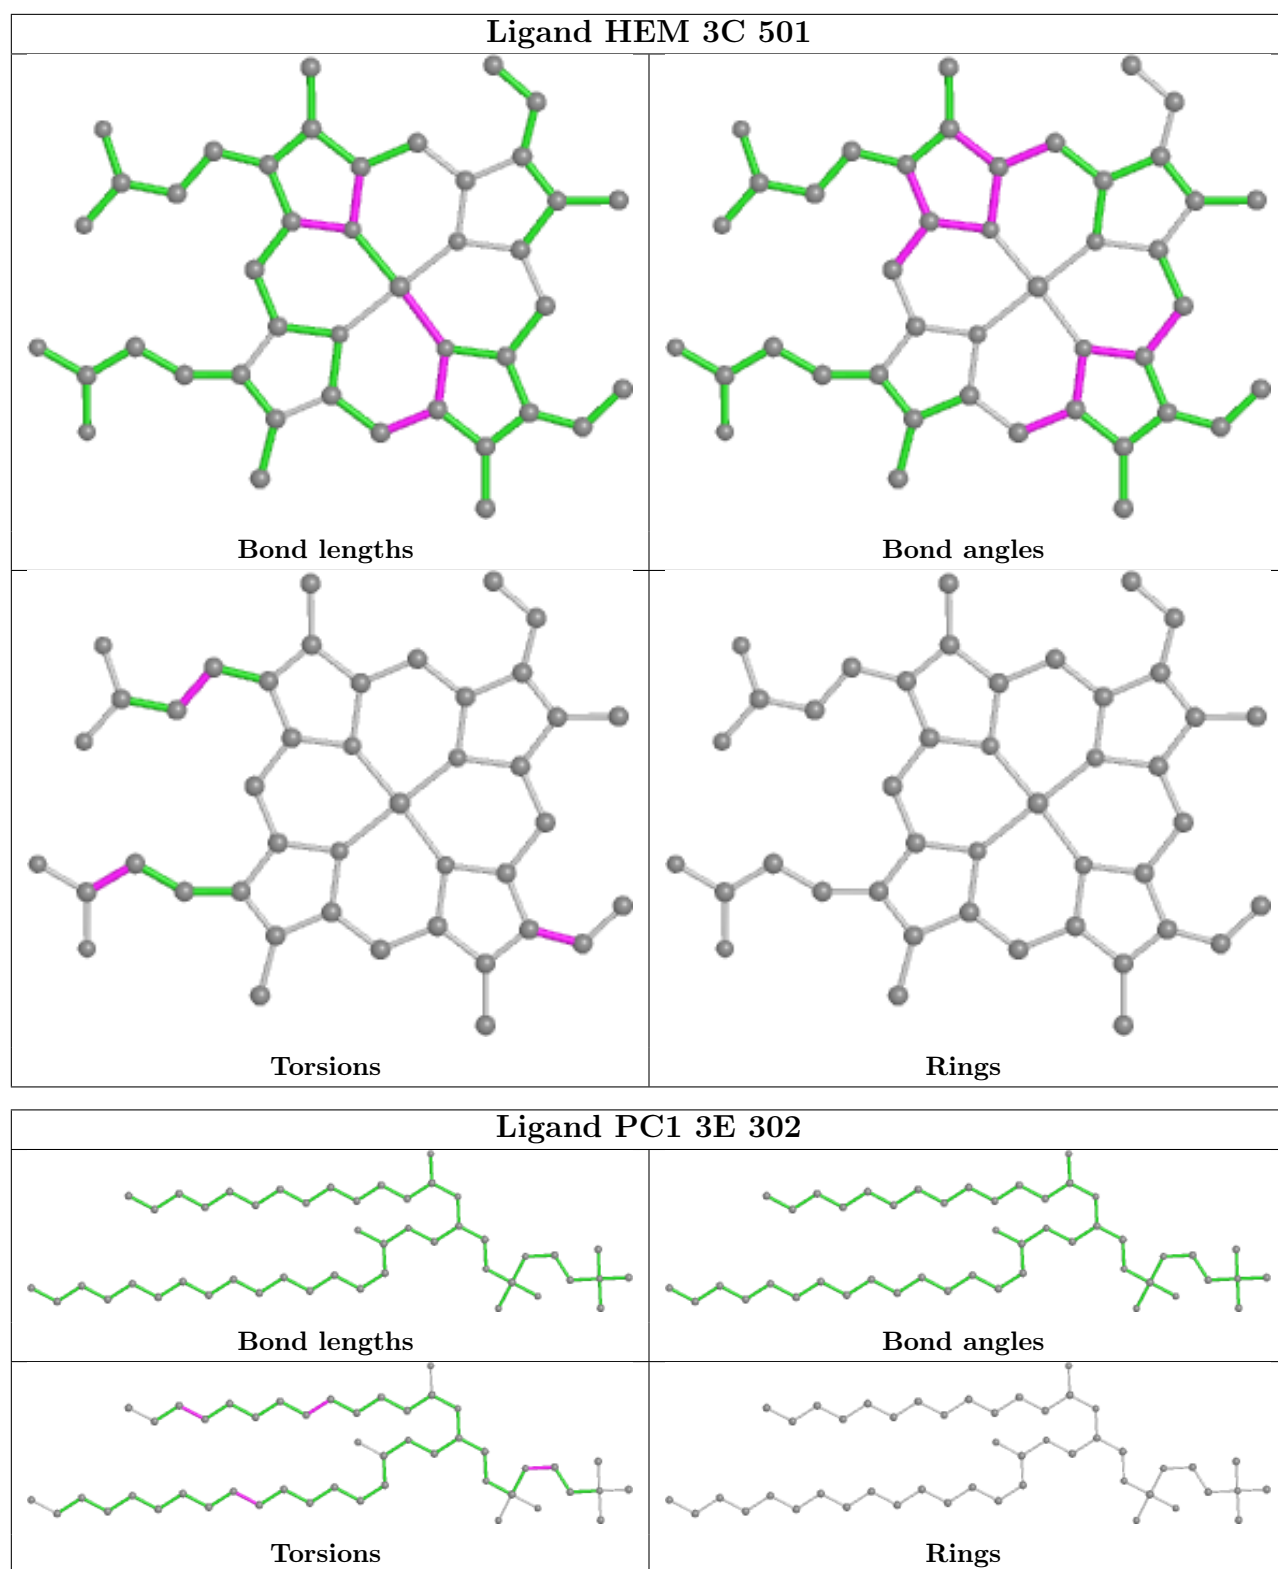 Ligand HEM 3C 501
Bond lengths
Bond angles
Torsions
Rings
Ligand PC1 3E 302
Bond lengths
Bond angles
Torsions
Rings